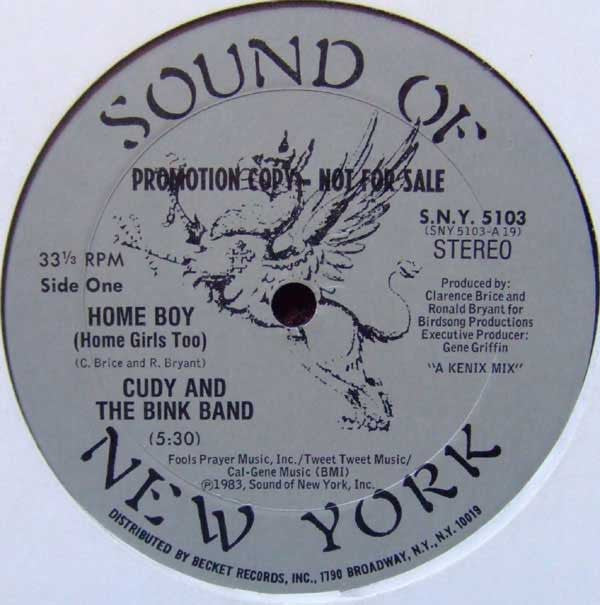 SOUND OF
PROMOTION COPY - NOT FOR SALE
S.N.Y. 5103
(SNY 5103-A 19)
STEREO
33⅓ RPM
Side One
HOME BOY
(Home Girls Too)
(C. Brice and R. Bryant)
CUDY AND
THE BINK BAND
(5:30)
Produced by:
Clarence Brice and
Ronald Bryant for
Birdsong Productions
Executive Producer:
Gene Griffin
"A KENIX MIX"
Fools Prayer Music, Inc./Tweet Tweet Music/
Cal-Gene Music (BMI)
℗1983, Sound of New York, Inc.
NEW YORK
DISTRIBUTED BY BECKET RECORDS, INC., 1790 BROADWAY, N.Y., N.Y. 10019